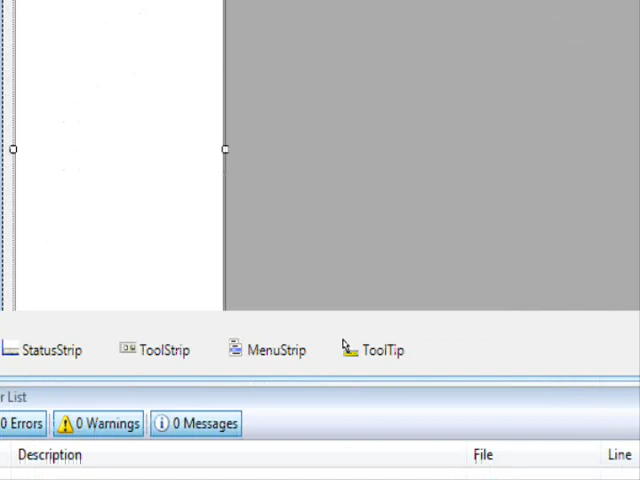 StatusStrip ToolStrip MenuStrip ToolTip
r List
0 Errors 0 Warnings 0 Messages
Description File Line